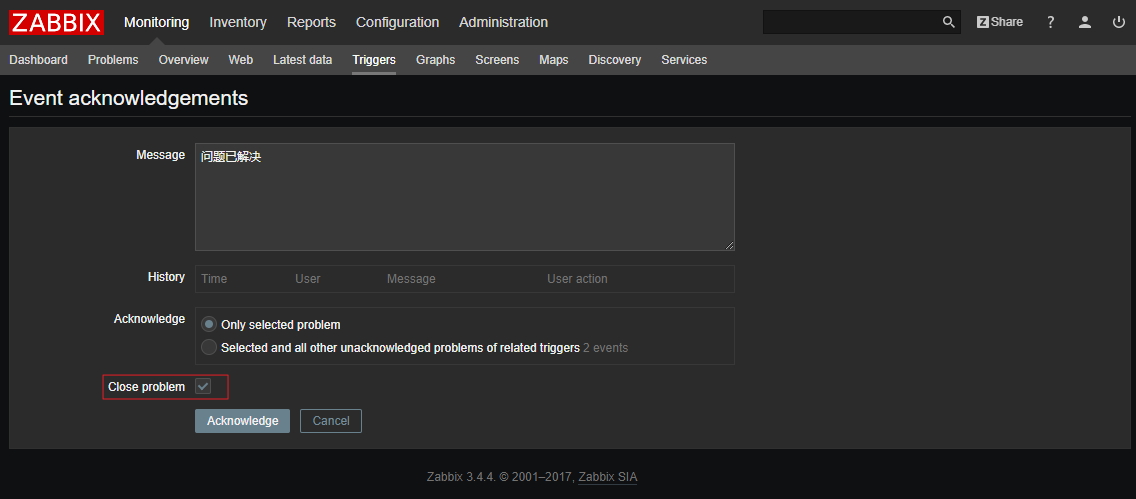 ZABBIX Monitoring Inventory Reports Configuration Administration Z Share ?
Dashboard Problems Overview Web Latest data Triggers Graphs Screens Maps Discovery Services
Event acknowledgements
Message 问题已解决
History Time User Message User action
Acknowledge Only selected problem
Selected and all other unacknowledged problems of related triggers 2 events
Close problem
Acknowledge Cancel
Zabbix 3.4.4. © 2001–2017, Zabbix SIA